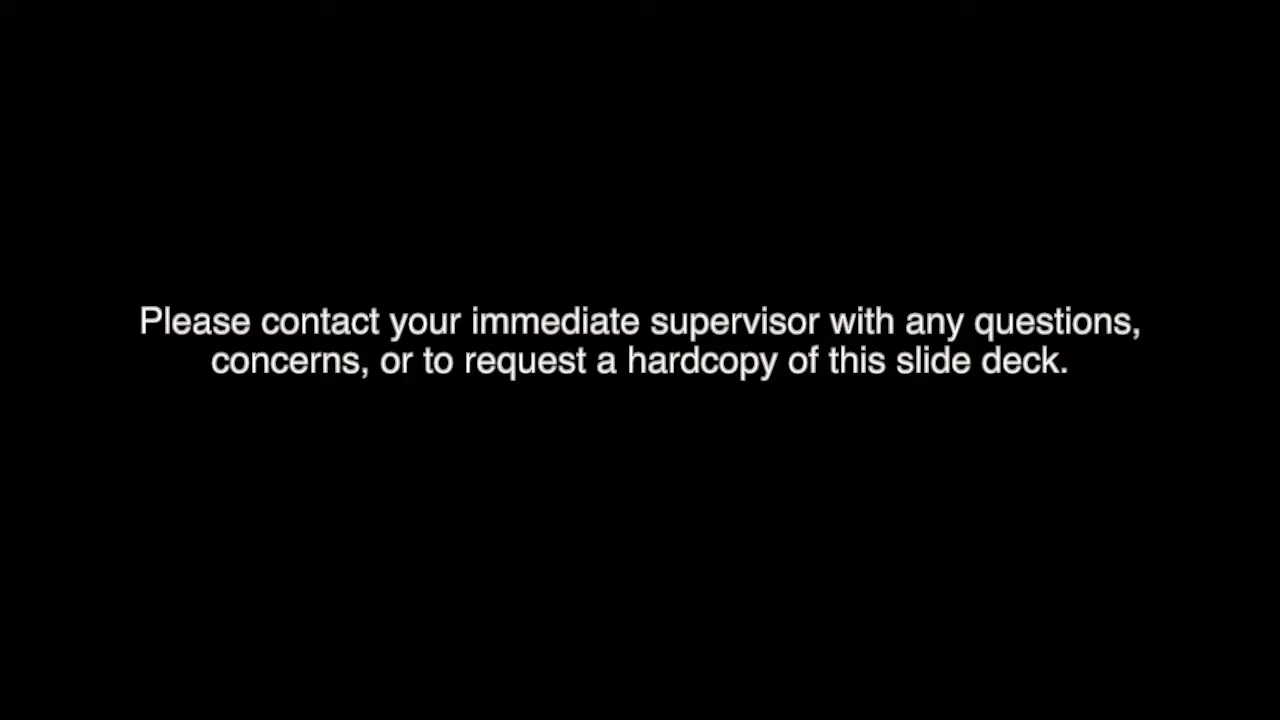 Please contact your immediate supervisor with any questions,
concerns, or to request a hardcopy of this slide deck.